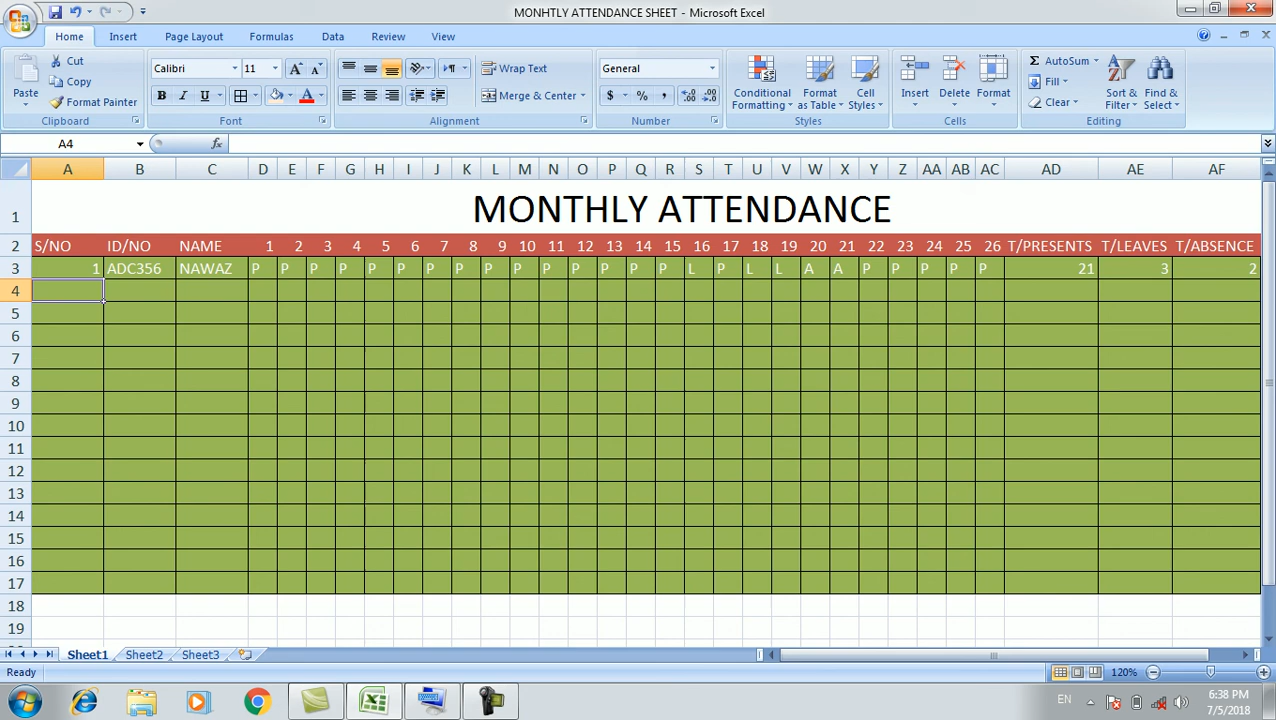 MONHTLY ATTENDANCE SHEET - Microsoft Excel
Home Insert Page Layout Formulas Data Review View
Paste Cut Copy Format Painter Clipboard
Calibri 11 A A B I U A Font
Wrap Text Merge & Center Alignment
General $ % , .0 .00 .00 .0 Number
Conditional Formatting Format as Table Cell Styles Styles
Insert Delete Format Cells
Σ AutoSum Fill Clear Sort & Filter Find & Select Editing
A4 fx
A B C D E F G H I J K L M N O P Q R S T U V W X Y Z AA AB AC AD AE AF
1 MONTHLY ATTENDANCE
2 S/NO ID/NO NAME 1 2 3 4 5 6 7 8 9 10 11 12 13 14 15 16 17 18 19 20 21 22 23 24 25 26 T/PRESENTS T/LEAVES T/ABSENCE
3 1 ADC356 NAWAZ P P P P P P P P P P P P P P P L P L L A A P P P P P 21 3 2
4
5
6
7
8
9
10
11
12
13
14
15
16
17
18
19
Sheet1 Sheet2 Sheet3
Ready 120%
EN 6:38 PM
7/5/2018